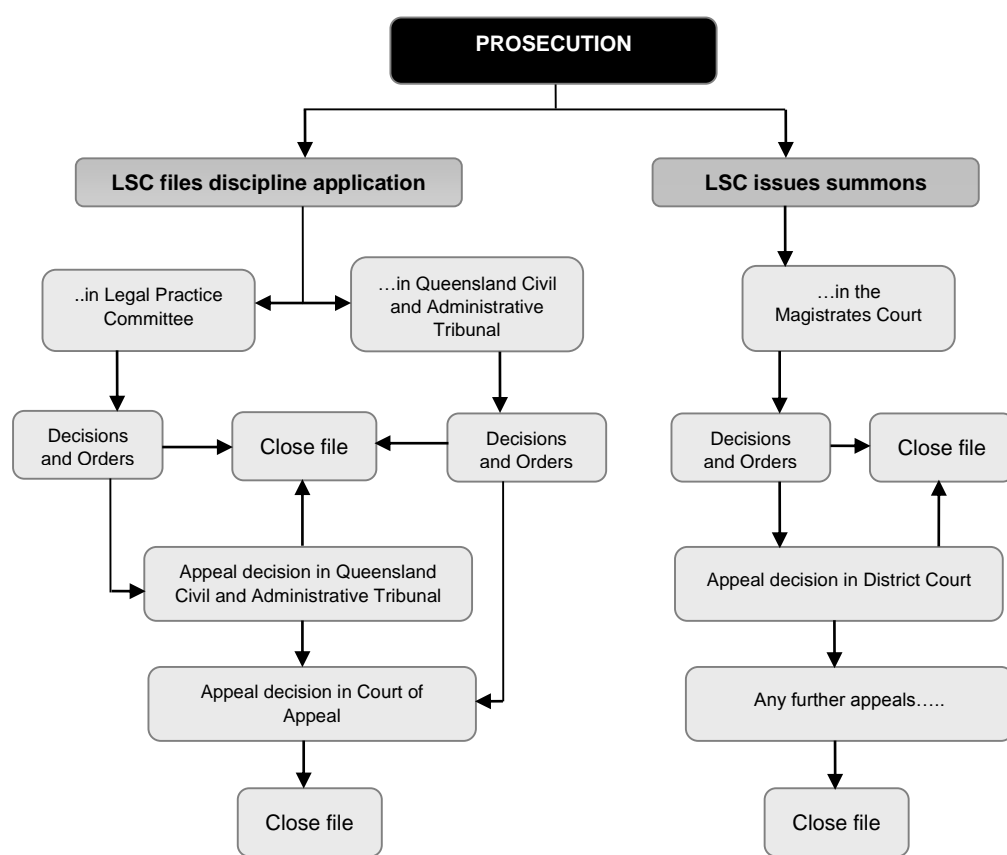 PROSECUTION
LSC files discipline application
LSC issues summons
..in Legal Practice
Committee
…in Queensland Civil
and Administrative
Tribunal
…in the
Magistrates Court
Decisions
and Orders
Close file
Decisions
and Orders
Decisions
and Orders
Close file
Appeal decision in Queensland
Civil and Administrative Tribunal
Appeal decision in District Court
Appeal decision in Court of
Appeal
Any further appeals…..
Close file
Close file